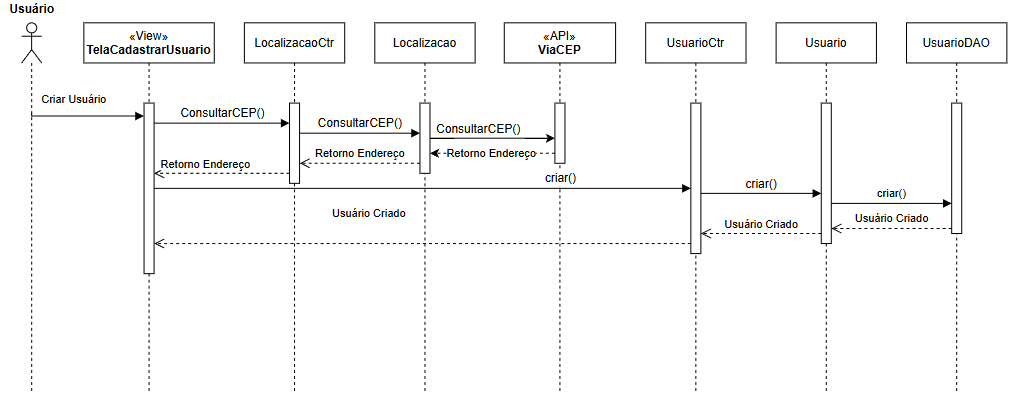 Usuário
«View»
TelaCadastrarUsuario
LocalizacaoCtr
Localizacao
«API»
ViaCEP
UsuarioCtr
Usuario
UsuarioDAO
Criar Usuário
ConsultarCEP()
ConsultarCEP()
ConsultarCEP()
Retorno Endereço
Retorno Endereço
Retorno Endereço
criar()
criar()
criar()
Usuário Criado
Usuário Criado
Usuário Criado